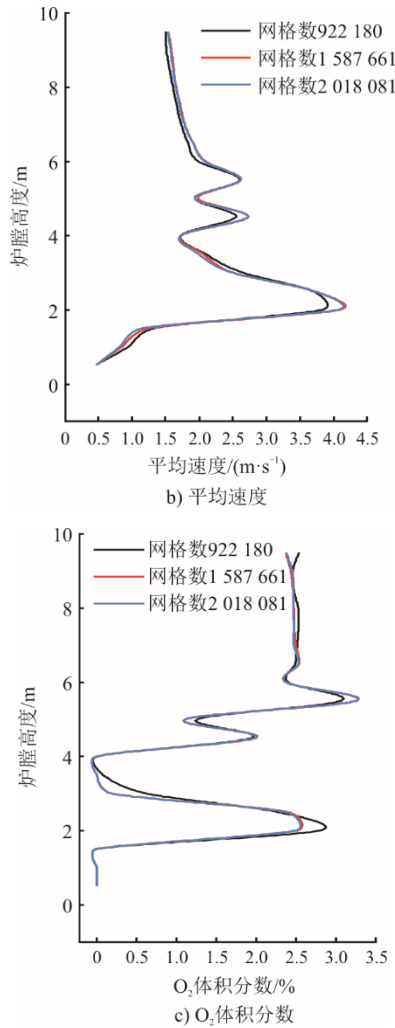 10
网格数922 180
网格数1 587 661
网格数2 018 081
8
6
4
2
0
炉膛高度/m
0 0.5 1.0 1.5 2.0 2.5 3.0 3.5 4.0 4.5
平均速度/(m·s⁻¹)
b) 平均速度
10
网格数922 180
网格数1 587 661
网格数2 018 081
8
6
4
2
0
炉膛高度/m
0 0.5 1.0 1.5 2.0 2.5 3.0 3.5
O₂体积分数/%
c) O₂体积分数